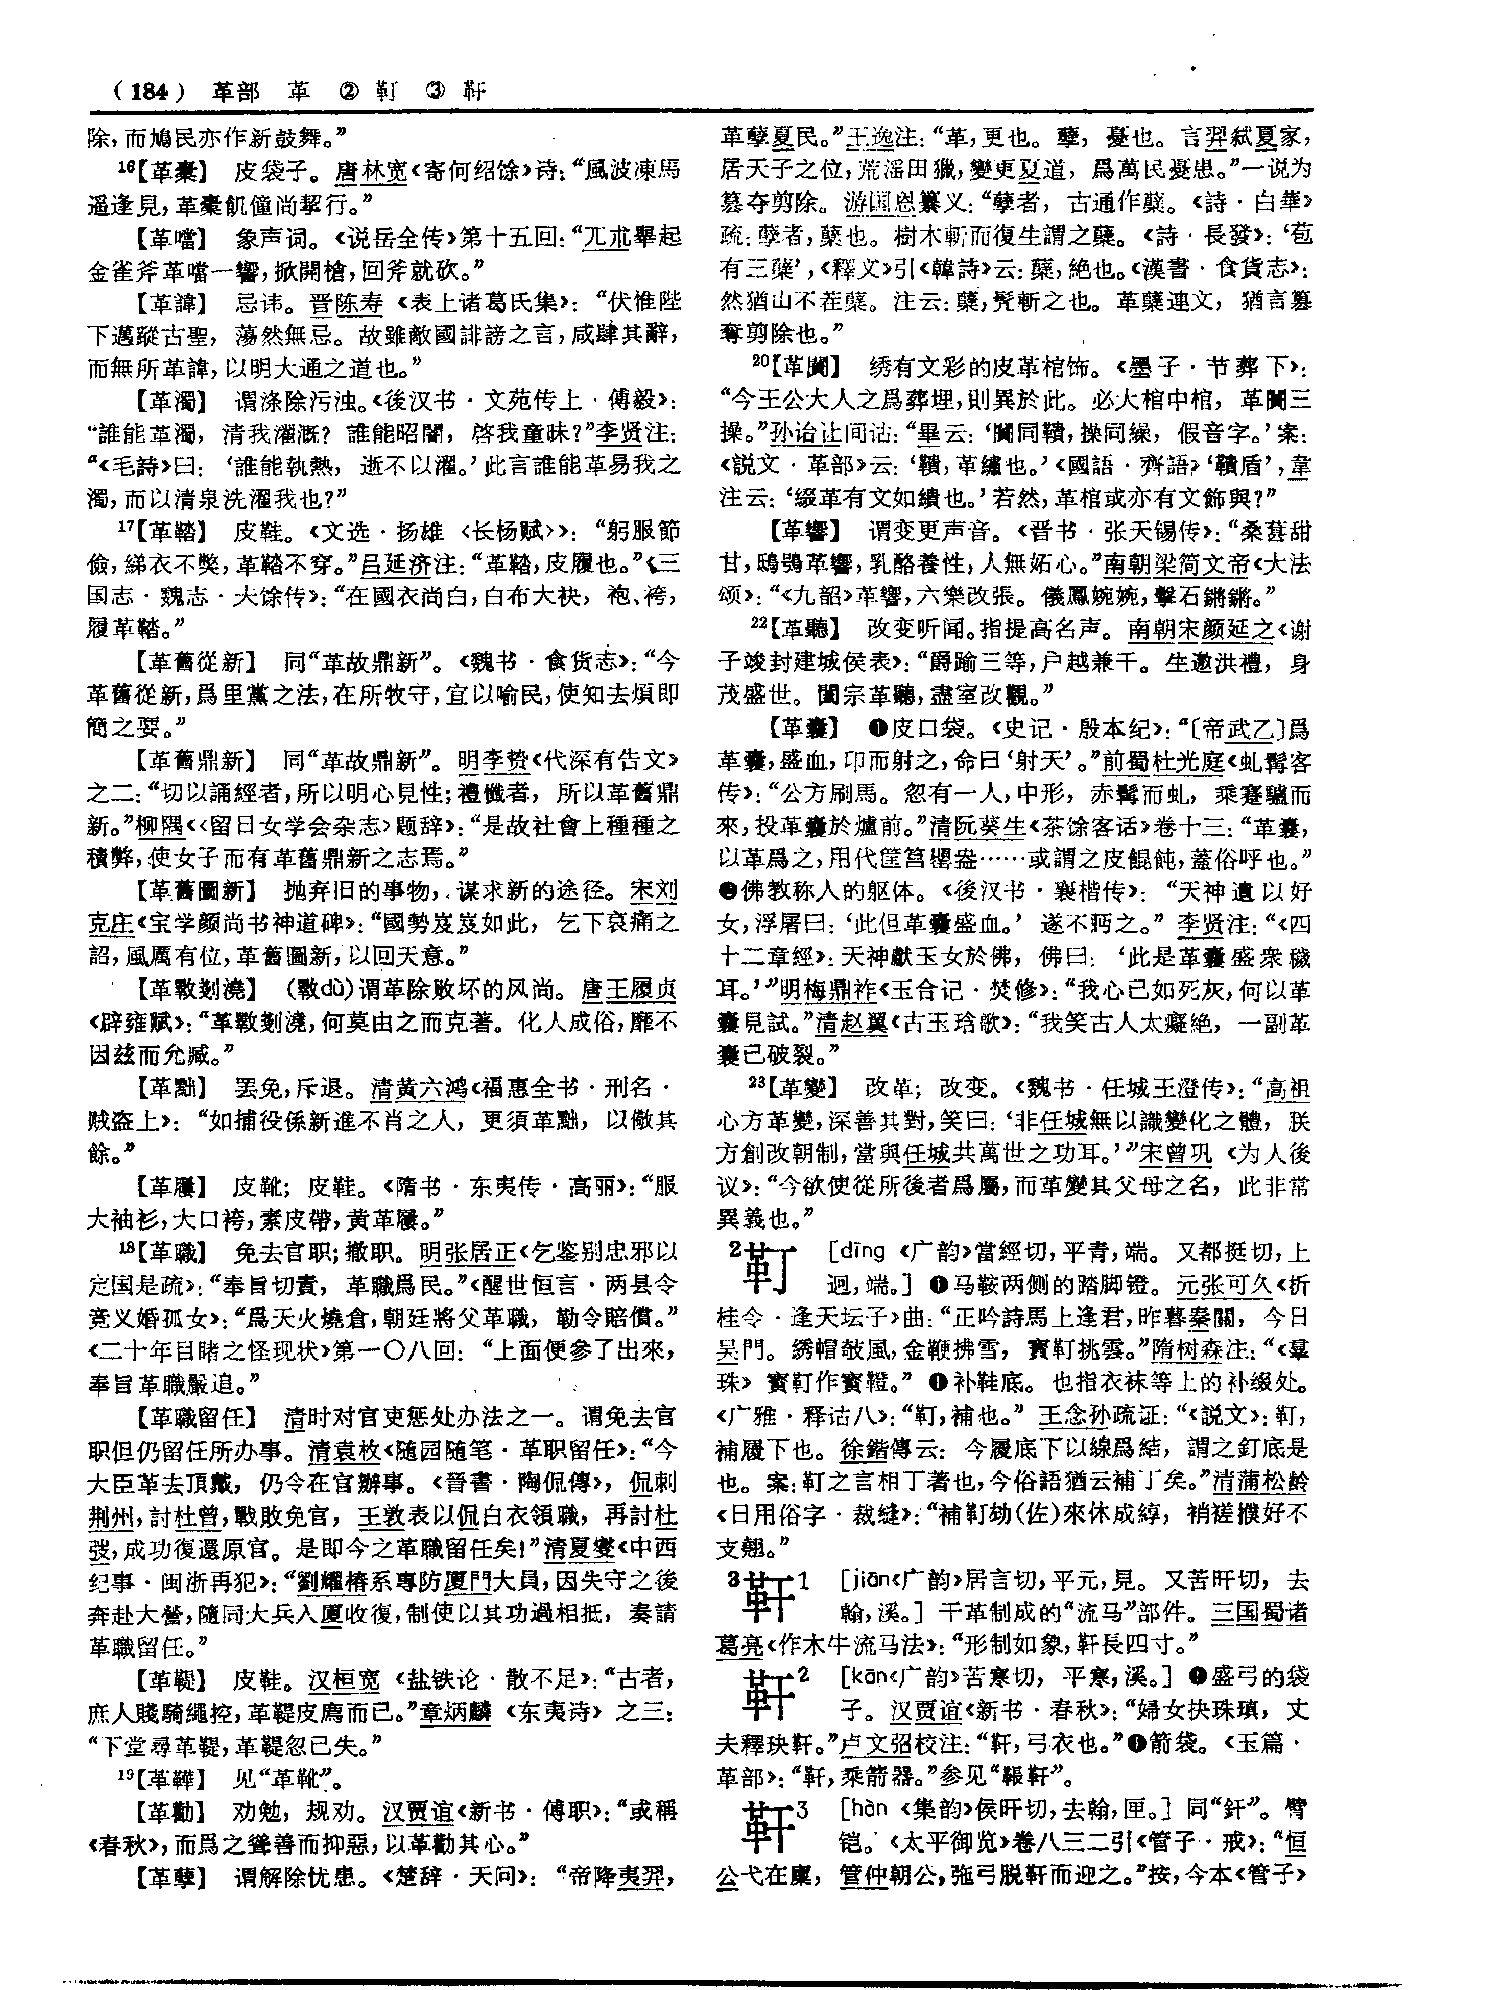 （184） 革部 革 ② 靪 ③ 靬
除，而鳩民亦作新鼓舞。”
16【革橐】 皮袋子。唐林宽《寄何绍馀》诗：“風波凍馬
遥逢見，革橐飢僮尚挈行。”
【革噹】 象声词。《说岳全传》第十五回：“兀朮舉起
金雀斧革噹一響，掀開槍，回斧就砍。”
【革諱】 忌讳。晋陈寿《表上诸葛氏集》：“伏惟陛
下邁蹤古聖，蕩然無忌。故雖敵國誹謗之言，咸肆其辭，
而無所革諱，以明大通之道也。”
【革濁】 谓涤除污浊。《後汉书·文苑传上·傅毅》：
“誰能革濁，清我濯溉？誰能昭闇，啓我童昧？”李贤注：
“《毛詩》曰：‘誰能執熱，逝不以濯。’此言誰能革易我之
濁，而以清泉洗濯我也？”
17【革鞜】 皮鞋。《文选·扬雄〈长杨赋〉》：“躬服節
儉，綈衣不獘，革鞜不穿。”吕延济注：“革鞜，皮履也。”《三
国志·魏志·夫馀传》：“在國衣尚白，白布大袂，袍、袴，
履革鞜。”
【革舊從新】 同“革故鼎新”。《魏书·食货志》：“今
革舊從新，爲里黨之法，在所牧守，宜以喻民，使知去煩即
簡之要。”
【革舊鼎新】 同“革故鼎新”。明李贽《代深有告文》
之二：“切以誦經者，所以明心見性；禮懺者，所以革舊鼎
新。”柳隅《〈留日女学会杂志〉题辞》：“是故社會上種種之
積弊，使女子而有革舊鼎新之志焉。”
【革舊圖新】 抛弃旧的事物，谋求新的途径。宋刘
克庄《宝学颜尚书神道碑》：“國勢岌岌如此，乞下哀痛之
詔，風厲有位，革舊圖新，以回天意。”
【革斁剗澆】 （斁dù）谓革除败坏的风尚。唐王履贞
《辟雍赋》：“革斁剗澆，何莫由之而克著。化人成俗，靡不
因兹而允臧。”
【革黜】 罢免，斥退。清黄六鸿《福惠全书·刑名·
贼盗上》：“如捕役係新進不肖之人，更須革黜，以儆其
餘。”
【革屨】 皮靴；皮鞋。《隋书·东夷传·高丽》：“服
大袖衫，大口袴，素皮帶，黄革屨。”
18【革職】 免去官职；撤职。明张居正《乞鉴别忠邪以
定国是疏》：“奉旨切責，革職爲民。”《醒世恒言·两县令
竞义婚孤女》：“爲天火燒倉，朝廷將父革職，勒令賠償。”
《二十年目睹之怪现状》第一〇八回：“上面便參了出來，
奉旨革職嚴追。”
【革職留任】 清时对官吏惩处办法之一。谓免去官
职但仍留任所办事。清袁枚《随园随笔·革职留任》：“今
大臣革去頂戴，仍令在官辦事。《晉書·陶侃傳》，侃刺
荆州，討杜曾，戰敗免官，王敦表以侃白衣領職，再討杜
弢，成功復還原官。是即今之革職留任矣！”清夏燮《中西
纪事·闽浙再犯》：“劉耀椿系專防廈門大員，因失守之後
奔赴大營，隨同大兵入廈收復，制使以其功過相抵，奏請
革職留任。”
【革鞮】 皮鞋。汉桓宽《盐铁论·散不足》：“古者，
庶人賤騎繩控，革鞮皮廌而已。”章炳麟《东夷诗》之三：
“下堂尋革鞮，革鞮忽已失。”
19【革鞾】 见“革靴”。
【革勸】 劝勉，规劝。汉贾谊《新书·傅职》：“或稱
《春秋》，而爲之聳善而抑惡，以革勸其心。”
【革孽】 谓解除忧患。《楚辞·天问》：“帝降夷羿，
革孽夏民。”王逸注：“革，更也。孽，憂也。言羿弑夏家，
居天子之位，荒淫田獵，變更夏道，爲萬民憂患。”一说为
篡夺剪除。游国恩纂义：“孽者，古通作櫱。《詩·白華》
疏：孽者，櫱也。樹木斬而復生謂之櫱。《詩·長發》：‘苞
有三櫱’，《釋文》引《韓詩》云：櫱，絶也。《漢書·食貨志》：
然猶山不茬櫱。注云：櫱，髠斬之也。革櫱連文，猶言篡
奪剪除也。”
20【革闠】 绣有文彩的皮革棺饰。《墨子·节葬下》：
“今王公大人之爲葬埋，則異於此。必大棺中棺，革闠三
操。”孙诒让间诂：“畢云：‘闠同鞼，操同繰，假音字。’案：
《説文·革部》云：‘鞼，革繡也。’《國語·齊語》‘鞼盾’，韋
注云：‘綴革有文如繢也。’若然，革棺或亦有文飾與？”
【革響】 谓变更声音。《晋书·张天锡传》：“桑葚甜
甘，鴟鴞革響，乳酪養性，人無妬心。”南朝梁简文帝《大法
颂》：“《九韶》革響，六樂改張。儀鳳婉婉，擊石鏘鏘。”
22【革聽】 改变听闻。指提高名声。南朝宋颜延之《谢
子竣封建城侯表》：“爵踰三等，户越兼千。生邀洪禮，身
茂盛世。闔宗革聽，盡室改觀。”
【革囊】 ❶皮口袋。《史记·殷本纪》：“〔帝武乙〕爲
革囊，盛血，卬而射之，命曰‘射天’。”前蜀杜光庭《虬髯客
传》：“公方刷馬。忽有一人，中形，赤髯而虬，乘蹇驢而
來，投革囊於爐前。”清阮葵生《茶馀客话》卷十三：“革囊，
以革爲之，用代筐筥罌盎……或謂之皮餛飩，蓋俗呼也。”
❷佛教称人的躯体。《後汉书·襄楷传》：“天神遺以好
女，浮屠曰：‘此但革囊盛血。’遂不眄之。”李贤注：“《四
十二章經》：天神獻玉女於佛，佛曰：‘此是革囊盛衆穢
耳。’”明梅鼎祚《玉合记·焚修》：“我心已如死灰，何以革
囊見試。”清赵翼《古玉琀歌》：“我笑古人太癡絶，一副革
囊已破裂。”
23【革變】 改革；改变。《魏书·任城王澄传》：“高祖
心方革變，深善其對，笑曰：‘非任城無以識變化之體，朕
方創改朝制，當與任城共萬世之功耳。’”宋曾巩《为人後
议》：“今欲使從所後者爲屬，而革變其父母之名，此非常
異義也。”
2靪 ［dīng《广韵》當經切，平青，端。又都挺切，上
迥，端。］❶马鞍两侧的踏脚镫。元张可久《折
桂令·逢天坛子》曲：“正吟詩馬上逢君，昨暮秦關，今日
吴門。綉帽攲風，金鞭拂雪，寳靪挑雲。”隋树森注：“《羣
珠》寳靪作寳鐙。”❶补鞋底。也指衣袜等上的补缀处。
《广雅·释诂八》：“靪，補也。”王念孙疏证：“《説文》：靪，
補履下也。徐鍇傳云：今履底下以線爲結，謂之釘底是
也。案：靪之言相丁著也，今俗語猶云補丁矣。”清蒲松龄
《日用俗字·裁缝》：“補靪劫（佐）來休成綧，裯褨襆好不
支翹。”
3靬1 ［jiān《广韵》居言切，平元，見。又苦旰切，去
翰，溪。］干革制成的“流马”部件。三国蜀诸
葛亮《作木牛流马法》：“形制如象，靬長四寸。”
靬2 ［kān《广韵》苦寒切，平寒，溪。］❶盛弓的袋
子。汉贾谊《新书·春秋》：“婦女抉珠瑱，丈
夫釋玦靬。”卢文弨校注：“靬，弓衣也。”❶箭袋。《玉篇·
革部》：“靬，乘箭器。”参见“䩨靬”。
靬3 ［hàn《集韵》侯旰切，去翰，匣。］同“釬”。臂
铠。《太平御览》卷八三二引《管子·戒》：“恒
公弋在廩，管仲朝公，弛弓脱靬而迎之。”按，今本《管子》